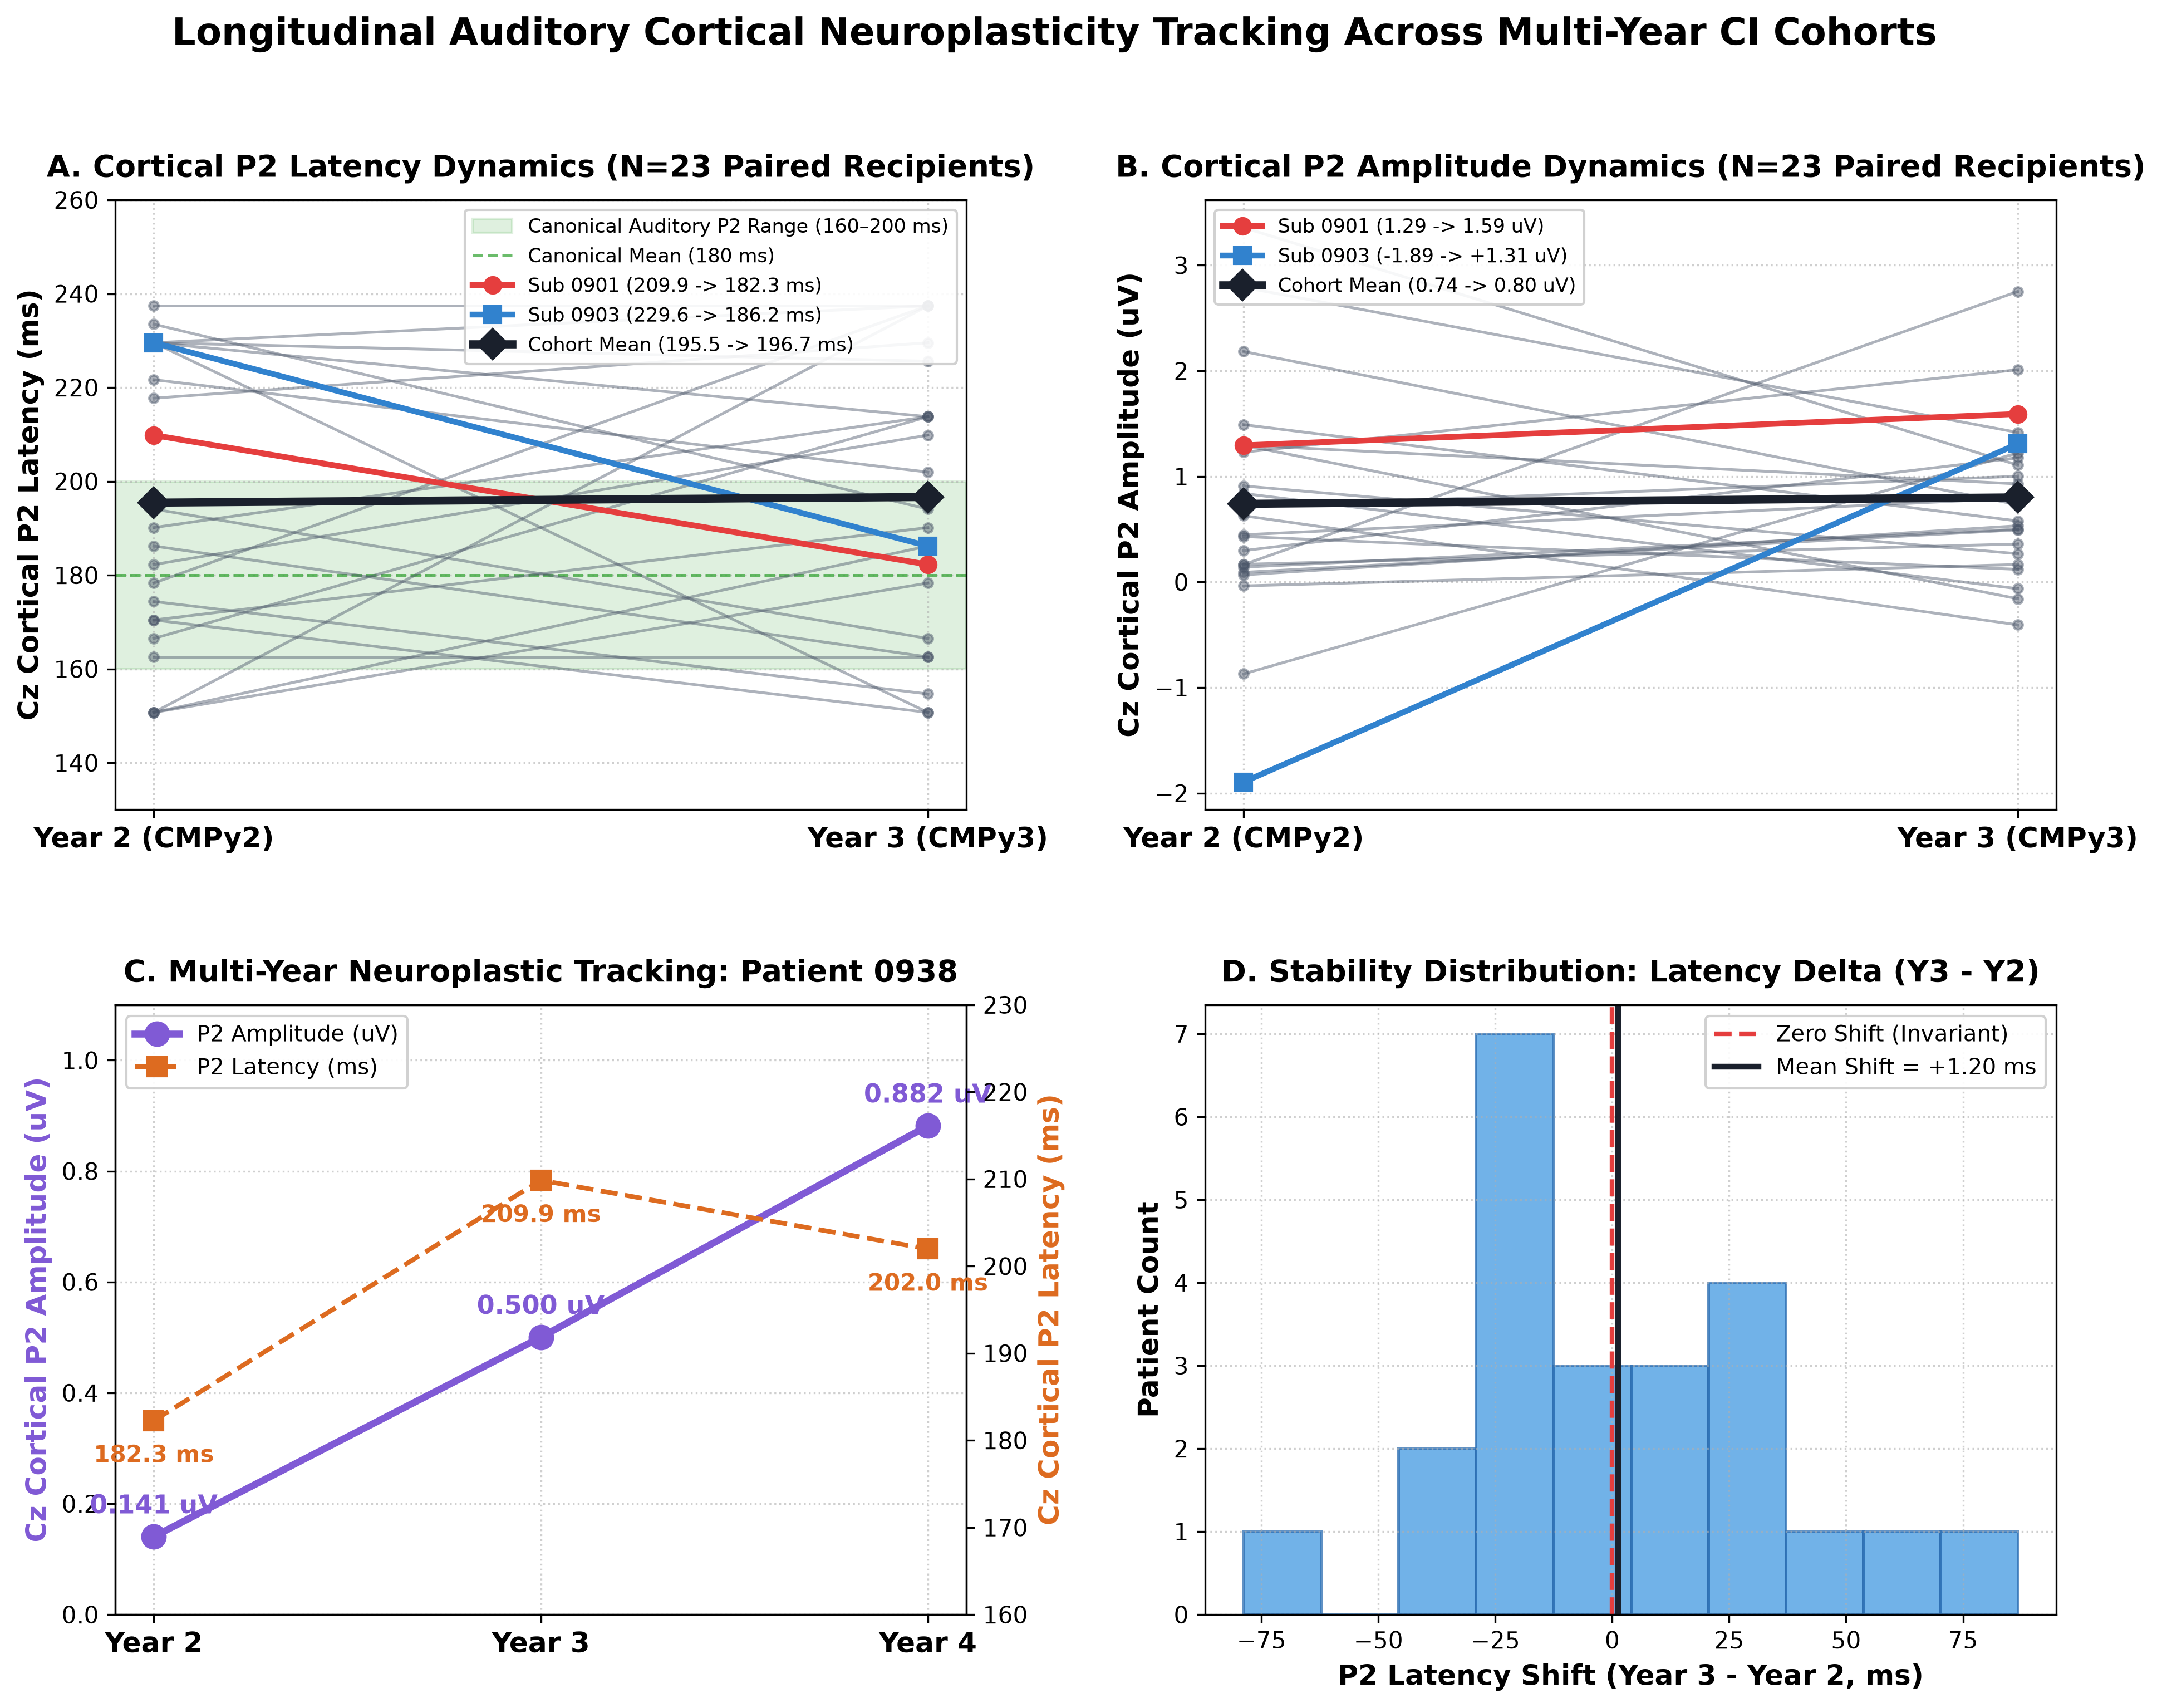 Longitudinal Auditory Cortical Neuroplasticity Tracking Across Multi-Year CI Cohorts
A. Cortical P2 Latency Dynamics (N=23 Paired Recipients)
Cz Cortical P2 Latency (ms)
260
240
220
200
180
160
140
Canonical Auditory P2 Range (160–200 ms)
Canonical Mean (180 ms)
Sub 0901 (209.9 -> 182.3 ms)
Sub 0903 (229.6 -> 186.2 ms)
Cohort Mean (195.5 -> 196.7 ms)
Year 2 (CMPy2)
Year 3 (CMPy3)
B. Cortical P2 Amplitude Dynamics (N=23 Paired Recipients)
Cz Cortical P2 Amplitude (uV)
3
2
1
0
−1
−2
Sub 0901 (1.29 -> 1.59 uV)
Sub 0903 (-1.89 -> +1.31 uV)
Cohort Mean (0.74 -> 0.80 uV)
Year 2 (CMPy2)
Year 3 (CMPy3)
C. Multi-Year Neuroplastic Tracking: Patient 0938
Cz Cortical P2 Amplitude (uV)
1.0
0.8
0.6
0.4
0.2
0.0
P2 Amplitude (uV)
P2 Latency (ms)
0.882 uV
209.9 ms
202.0 ms
0.500 uV
182.3 ms
0.141 uV
230
220
210
200
190
180
170
160
Cz Cortical P2 Latency (ms)
Year 2
Year 3
Year 4
D. Stability Distribution: Latency Delta (Y3 - Y2)
Patient Count
7
6
5
4
3
2
1
0
Zero Shift (Invariant)
Mean Shift = +1.20 ms
−75
−50
−25
0
25
50
75
P2 Latency Shift (Year 3 - Year 2, ms)